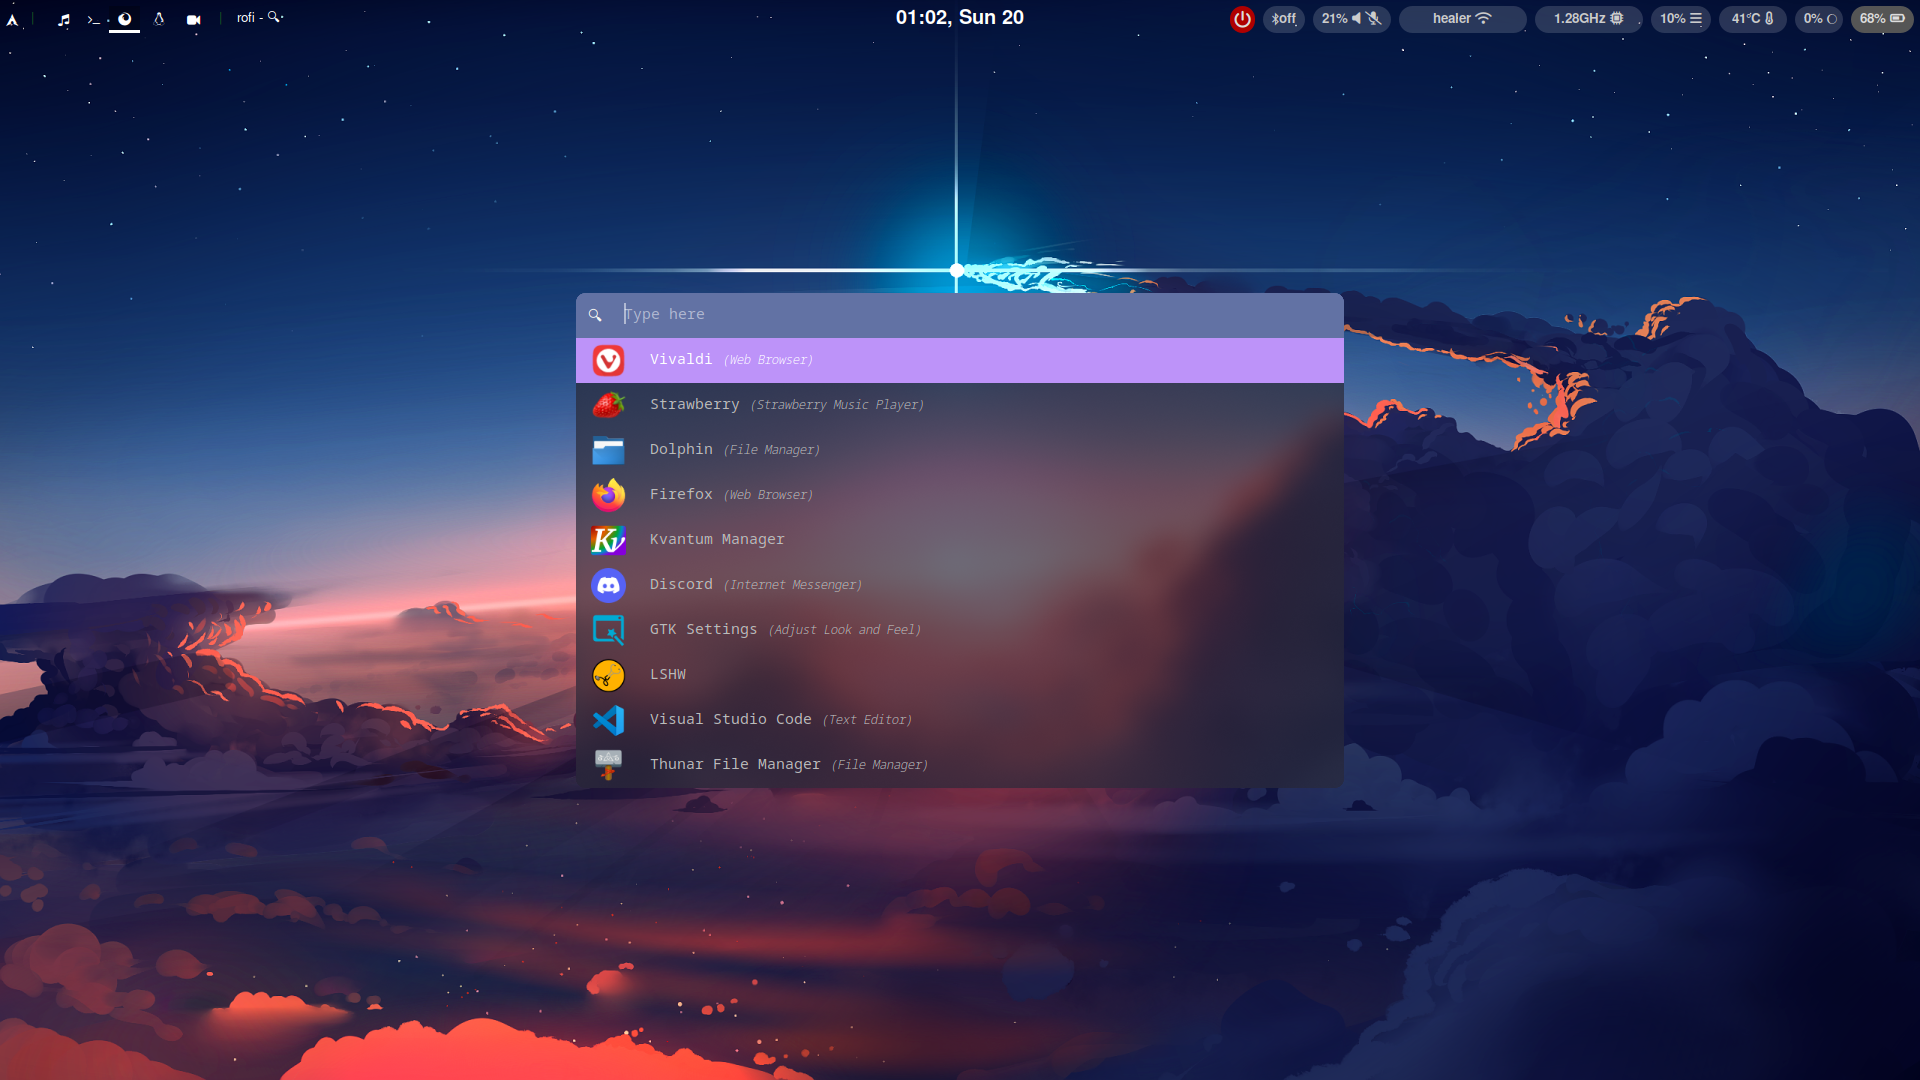 rofi -
01:02, Sun 20
off
21%
healer
1.28GHz
10%
41°C
0%
68%
Type here
Vivaldi (Web Browser)
Strawberry (Strawberry Music Player)
Dolphin (File Manager)
Firefox (Web Browser)
Kvantum Manager
Discord (Internet Messenger)
GTK Settings (Adjust Look and Feel)
LSHW
Visual Studio Code (Text Editor)
Thunar File Manager (File Manager)